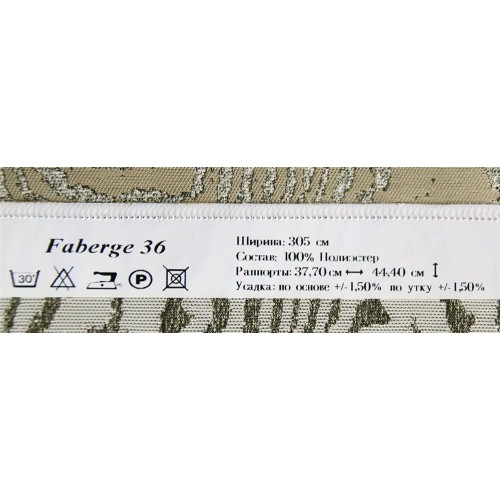 Faberge 36
30°
P
Ширина: 305 см
Состав: 100% Полиэстер
Раппорты: 37,70 см ↔ 44,40 см ↕
Усадка: по основе +/-1,50% по утку +/-1,50%